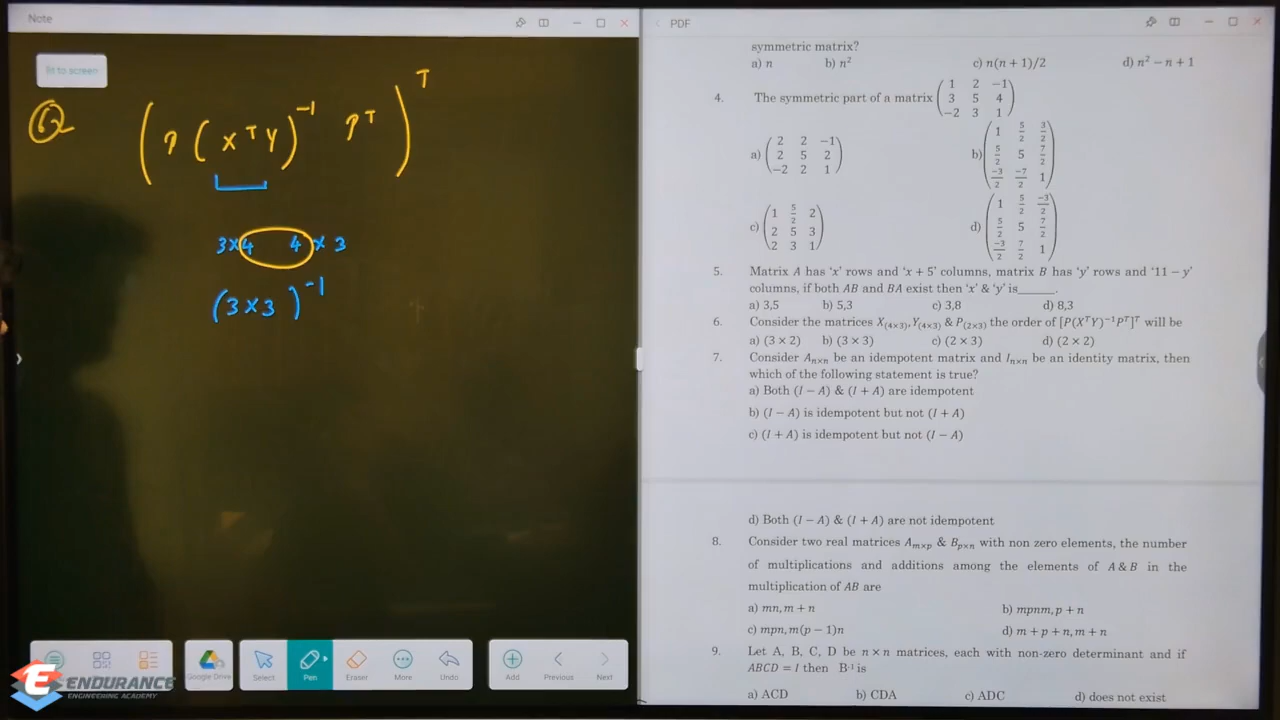 Note
fit to screen
Q (P (X^T Y)^-1 P^T)^T
3×4 4×3
(3×3)^-1
Google Drive
Select
Pen
Eraser
More
Undo
Add
Previous
Next
ENDURANCE
ENGINEERING ACADEMY
PDF
symmetric matrix?
a) n b) n² c) n(n + 1)/2 d) n² − n + 1
4. The symmetric part of a matrix (1 2 −1
3 5 4
−2 3 1)
a) (2 2 −1
2 5 2
−2 2 1)
b) (1 5/2 3/2
5/2 5 7/2
−3/2 −7/2 1)
c) (1 5/2 2
2 5 3
2 3 1)
d) (1 5/2 −3/2
5/2 5 7/2
−3/2 7/2 1)
5. Matrix A has ‘x’ rows and ‘x + 5’ columns, matrix B has ‘y’ rows and ‘11 − y’
columns, if both AB and BA exist then ‘x’ & ‘y’ is______.
a) 3,5 b) 5,3 c) 3,8 d) 8,3
6. Consider the matrices X(4×3), Y(4×3) & P(2×3) the order of [P(X^T Y)^−1 P^T]^T will be
a) (3 × 2) b) (3 × 3) c) (2 × 3) d) (2 × 2)
7. Consider Aₙ×ₙ be an idempotent matrix and Iₙ×ₙ be an identity matrix, then
which of the following statement is true?
a) Both (I − A) & (I + A) are idempotent
b) (I − A) is idempotent but not (I + A)
c) (I + A) is idempotent but not (I − A)
d) Both (I − A) & (I + A) are not idempotent
8. Consider two real matrices Aₘ×ₚ & Bₚ×ₙ with non zero elements, the number
of multiplications and additions among the elements of A & B in the
multiplication of AB are
a) mn, m + n b) mpnm, p + n
c) mpn, m(p − 1)n d) m + p + n, m + n
9. Let A, B, C, D be n × n matrices, each with non-zero determinant and if
ABCD = I then B⁻¹ is
a) ACD b) CDA c) ADC d) does not exist